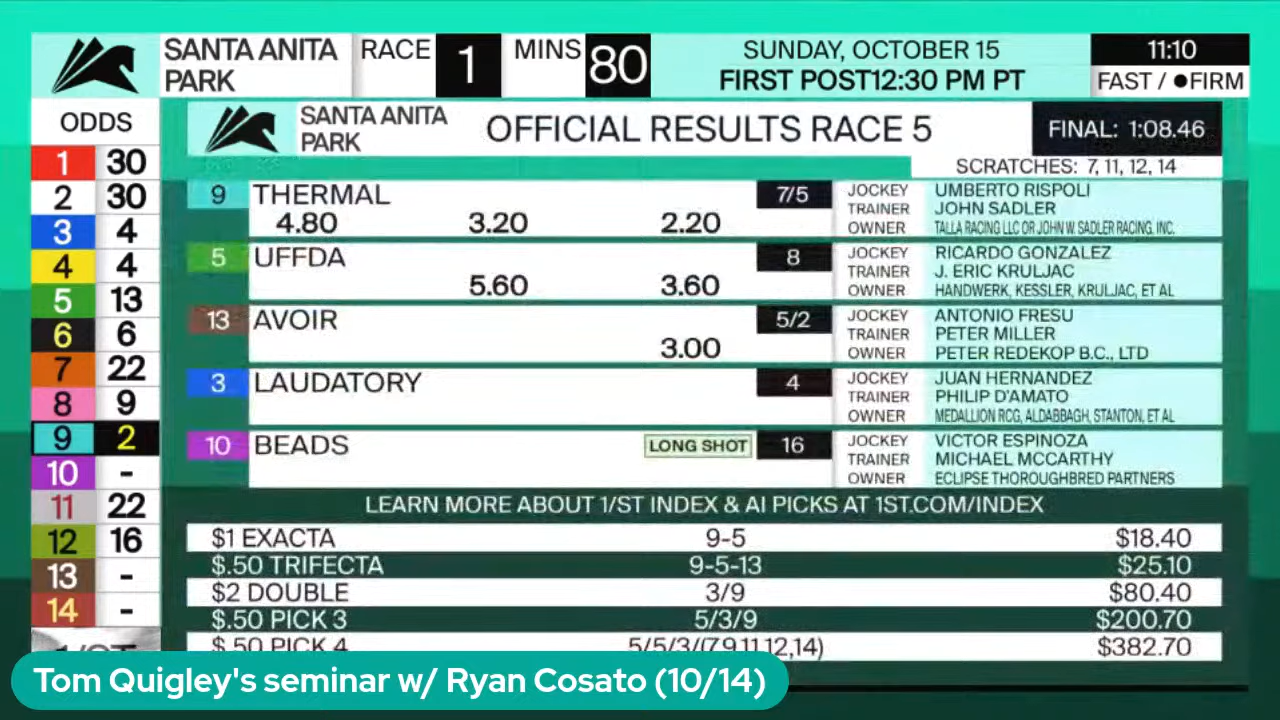 SANTA ANITA PARK RACE 1 MINS 80 SUNDAY, OCTOBER 15 11:10
FIRST POST12:30 PM PT FAST / ●FIRM
ODDS
1 30
2 30
3 4
4 4
5 13
6 6
7 22
8 9
9 2
10 -
11 22
12 16
13 -
14 -
SANTA ANITA PARK OFFICIAL RESULTS RACE 5 FINAL: 1:08.46
SCRATCHES: 7, 11, 12, 14
9 THERMAL 7/5 JOCKEY UMBERTO RISPOLI
TRAINER JOHN SADLER
4.80 3.20 2.20 OWNER TALLA RACING LLC OR JOHN W. SADLER RACING, INC.
5 UFFDA 8 JOCKEY RICARDO GONZALEZ
TRAINER J. ERIC KRULJAC
5.60 3.60 OWNER HANDWERK, KESSLER, KRULJAC, ET AL
13 AVOIR 5/2 JOCKEY ANTONIO FRESU
TRAINER PETER MILLER
3.00 OWNER PETER REDEKOP B.C., LTD
3 LAUDATORY 4 JOCKEY JUAN HERNANDEZ
TRAINER PHILIP D'AMATO
OWNER MEDALLION RCG, ALDABBAGH, STANTON, ET AL
10 BEADS LONG SHOT 16 JOCKEY VICTOR ESPINOZA
TRAINER MICHAEL MCCARTHY
OWNER ECLIPSE THOROUGHBRED PARTNERS
LEARN MORE ABOUT 1/ST INDEX & AI PICKS AT 1ST.COM/INDEX
$1 EXACTA 9-5 $18.40
$.50 TRIFECTA 9-5-13 $25.10
$2 DOUBLE 3/9 $80.40
$.50 PICK 3 5/3/9 $200.70
$.50 PICK 4 5/5/3/(7,9,11,12,14) $382.70
1/ST
Tom Quigley's seminar w/ Ryan Cosato (10/14)